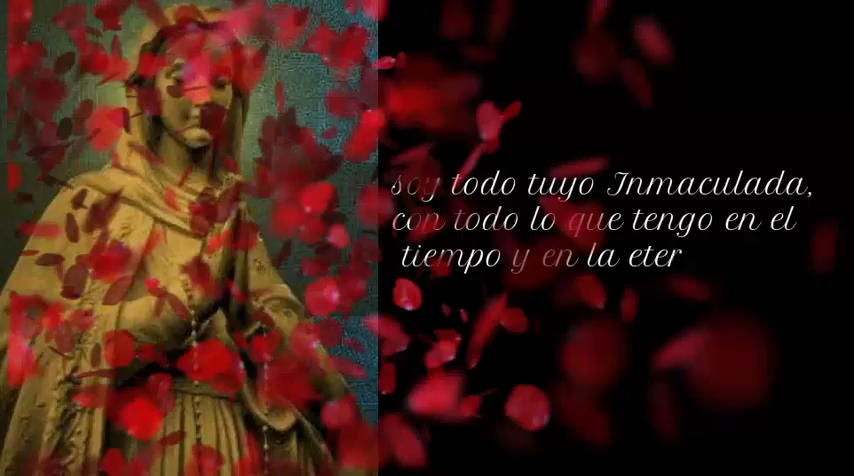 soy todo tuyo Inmaculada,
con todo lo que tengo en el
tiempo y en la eter